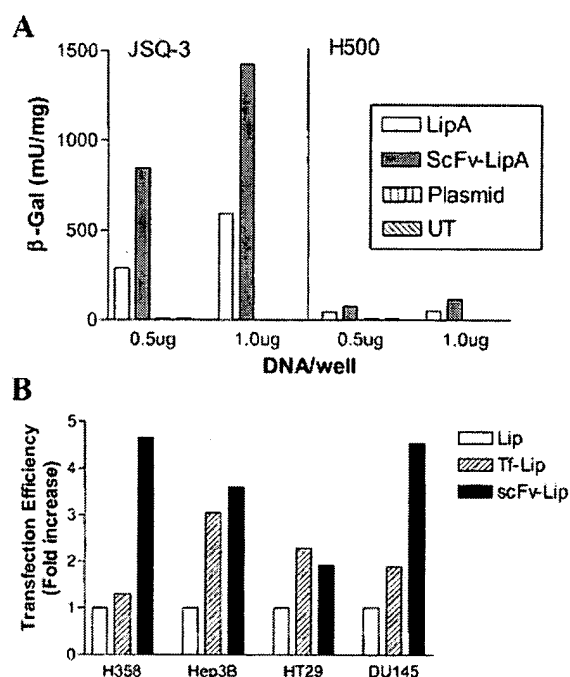 A
JSQ-3
H500
β-Gal (mU/mg)
1500
1000
500
0
LipA
ScFv-LipA
Plasmid
UT
0.5ug
1.0ug
0.5ug
1.0ug
DNA/well
B
Transfection Efficiency
(Fold increase)
5
4
3
2
1
0
Lip
Tf-Lip
scFv-Lip
H358
Hep3B
HT29
DU145